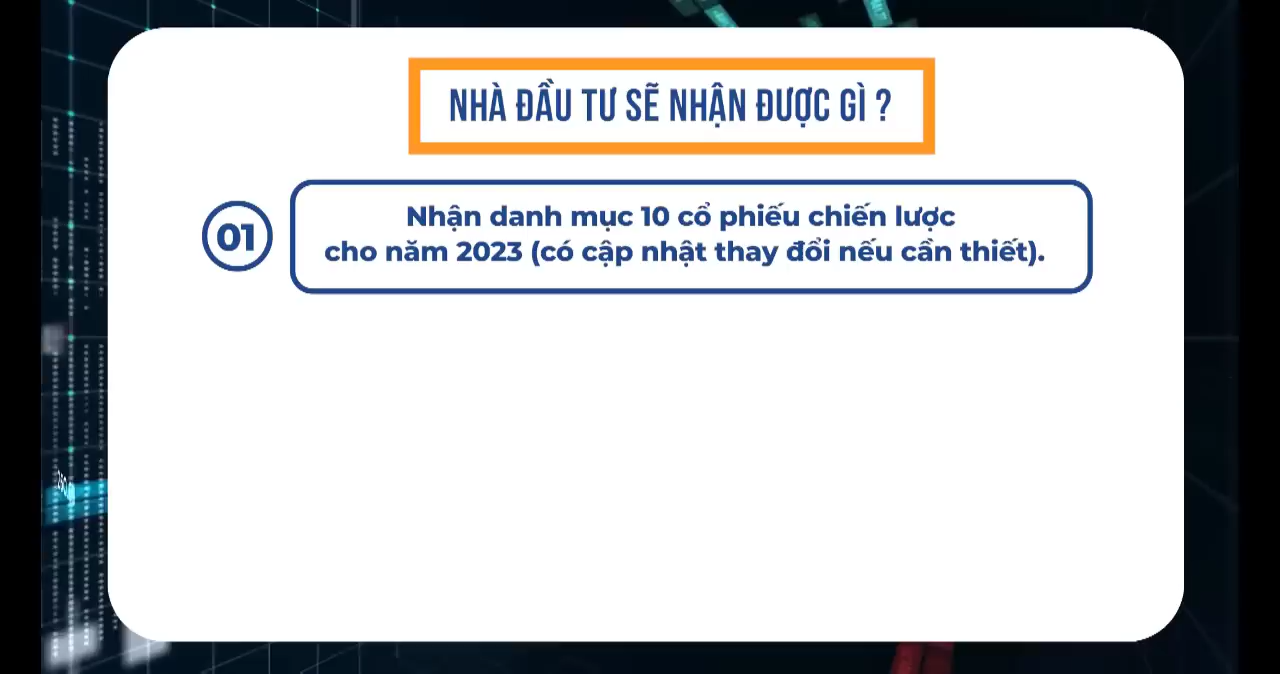 NHÀ ĐẦU TƯ SẼ NHẬN ĐƯỢC GÌ ?
01
Nhận danh mục 10 cổ phiếu chiến lược
cho năm 2023 (có cập nhật thay đổi nếu cần thiết).